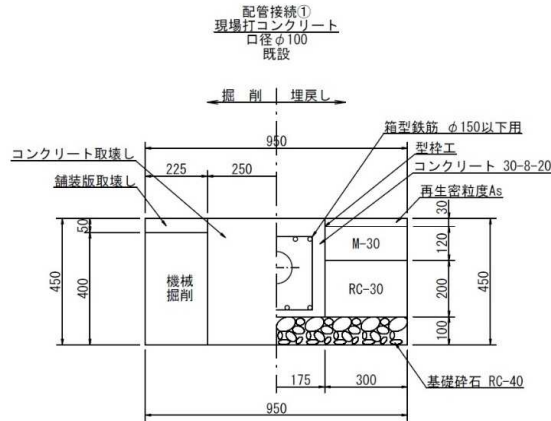 配管接続①
現場打コンクリート
口径φ100
既設
掘 削
埋戻し
箱型鉄筋 φ150以下用
950
型枠工
コンクリート取壊し
コンクリート 30-8-20
225
250
舗装版取壊し
再生密粒度As
50
30
M-30
120
450
400
機械
掘削
RC-30
200
450
100
175
300
基礎砕石 RC-40
950